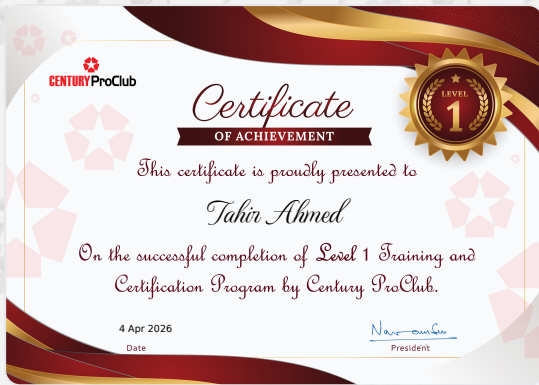 CENTURY ProClub
LEVEL
1
Certificate
OF ACHIEVEMENT
This certificate is proudly presented to
Tahir Ahmed
On the successful completion of Level 1 Training and
Certification Program by Century ProClub.
4 Apr 2026
Date
President